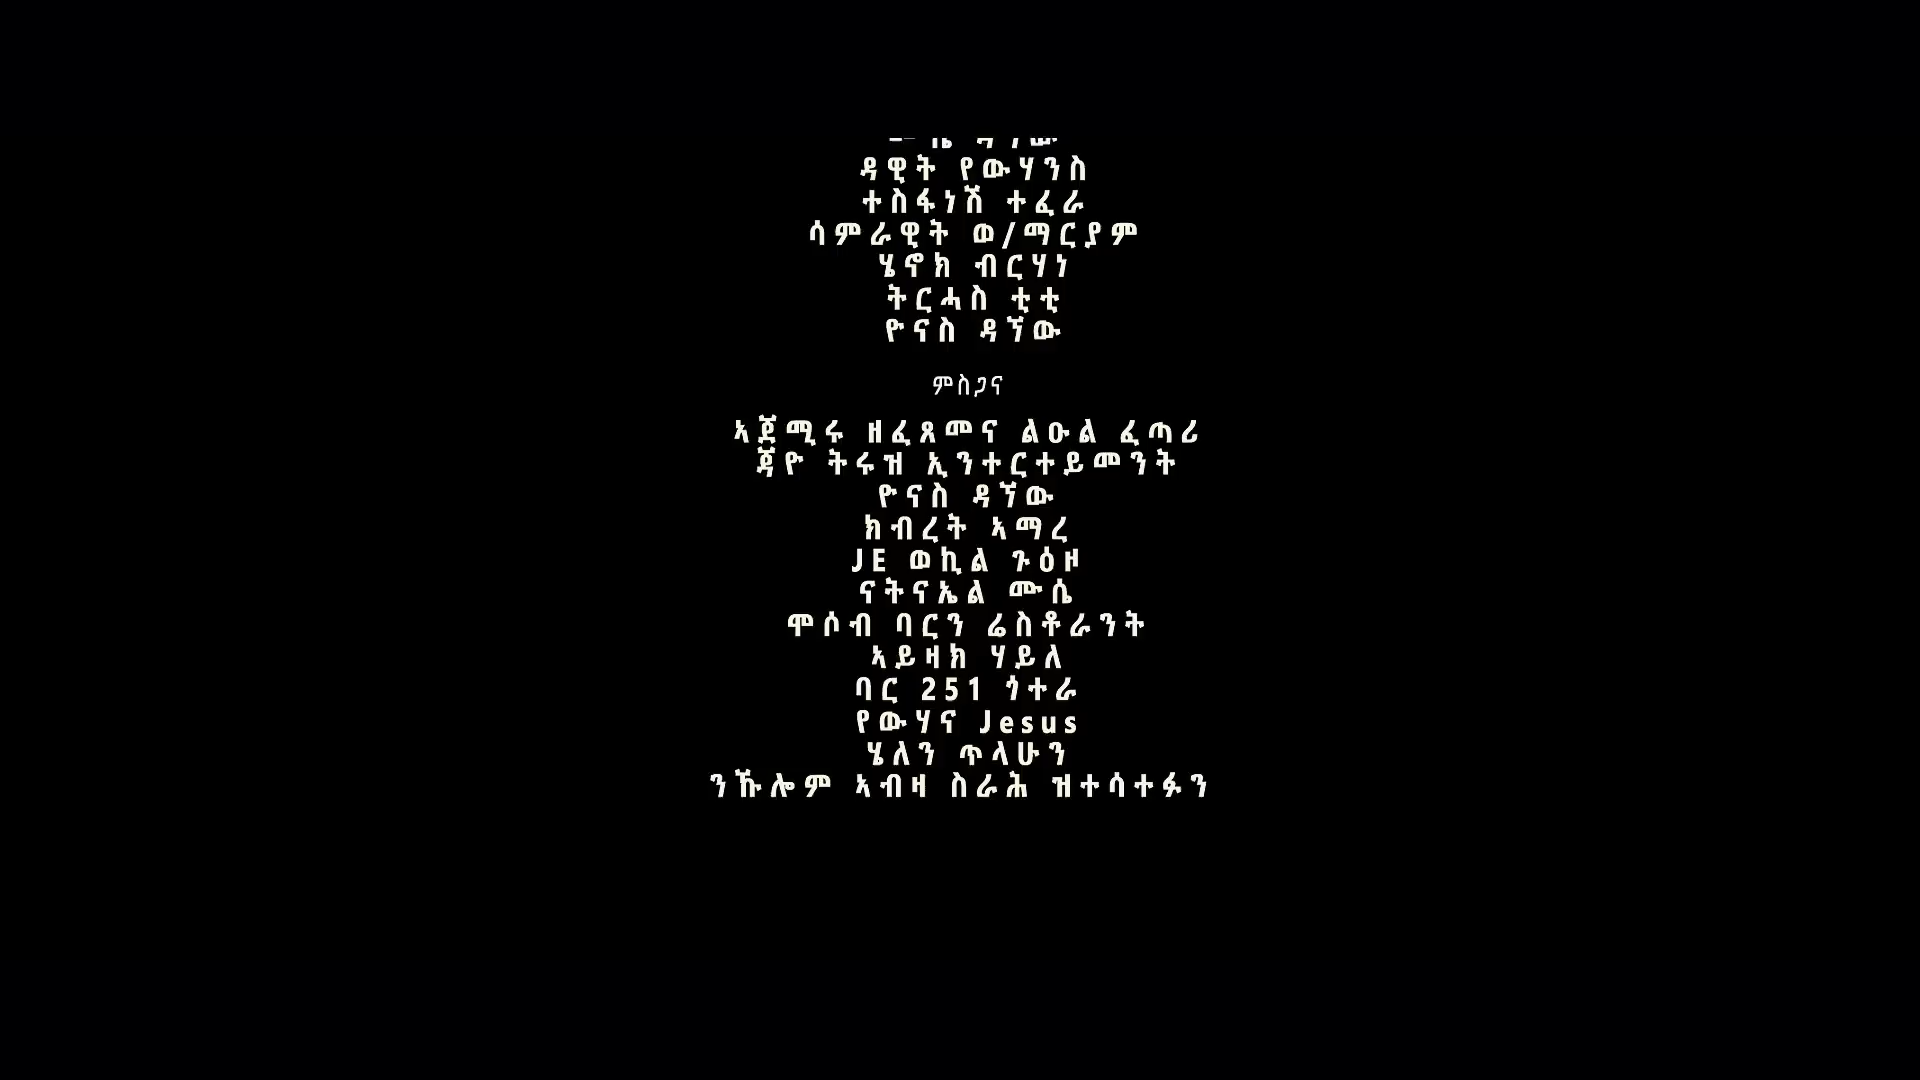 ዳዊት የውሃንስ
ተስፋነሽ ተፈራ
ሳምራዊት ወ/ማርያም
ሄኖክ ብርሃነ
ትርሓስ ቲቲ
ዮናስ ዳኘው
ምስጋና
ኣጀሚሩ ዘፈጸመና ልዑል ፈጣሪ
ጇዮ ትሩዝ ኢንተርተይመንት
ዮናስ ዳኘው
ክብረት ኣማረ
JE ወኪል ጉዕዞ
ናትናኤል ሙሴ
ሞሶብ ባርን ሬስቶራንት
ኣይዛክ ሃይለ
ባር 251 ጎተራ
የውሃና Jesus
ሄለን ጥላሁን
ንኹሎም ኣብዛ ስራሕ ዝተሳተፉን